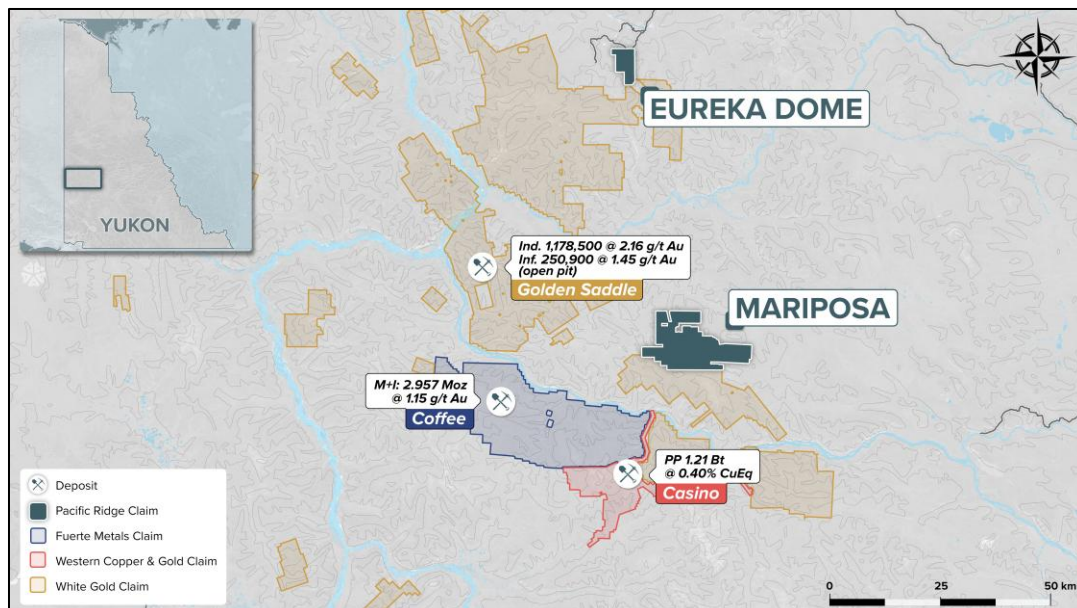 EUREKA DOME
YUKON
Ind. 1,178,500 @ 2.16 g/t Au
Inf. 250,900 @ 1.45 g/t Au
(open pit)
Golden Saddle
MARIPOSA
M+I: 2.957 Moz
@ 1.15 g/t Au
Coffee
PP 1.21 Bt
@ 0.40% CuEq
Casino
Deposit
Pacific Ridge Claim
Fuerte Metals Claim
Western Copper & Gold Claim
White Gold Claim
0 25 50 km